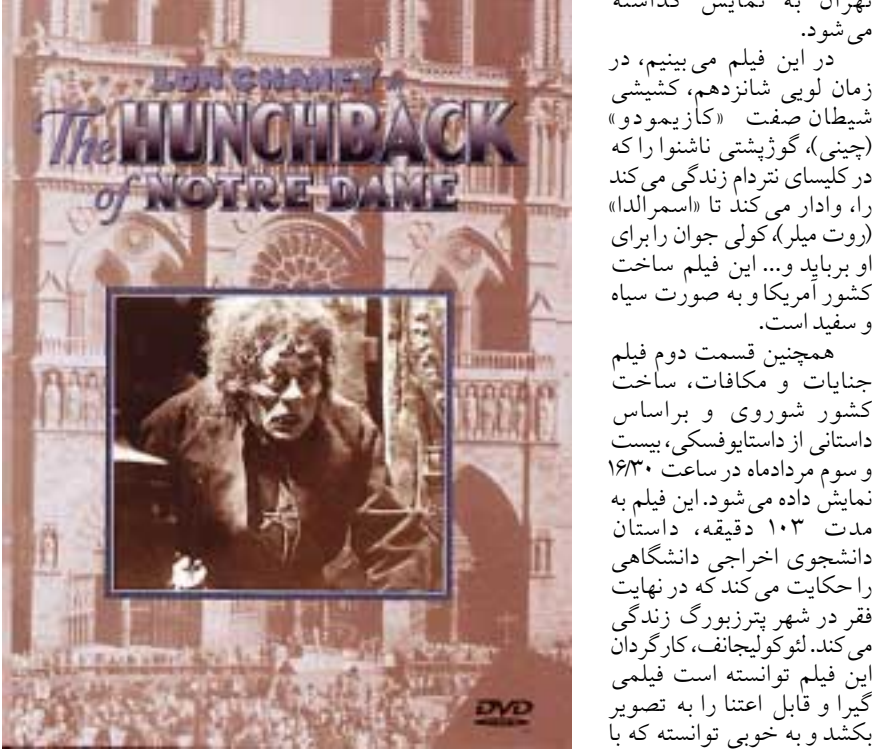 تهران به نمایش گذاشته
می‌شود.
در این فیلم می‌بینیم، در
زمان لویی شانزدهم، کشیشی
شیطان صفت «کازیمودو»
(چینی)، گوژپشتی ناشنوا را که
در کلیسای نتردام زندگی می‌کند
را، وادار می‌کند تا «اسمرالدا»
(روت میلر)، کولی جوان را برای
او برباید و... این فیلم ساخت
کشور آمریکا و به صورت سیاه
و سفید است.
همچنین قسمت دوم فیلم
جنایات و مکافات، ساخت
کشور شوروی و براساس
داستانی از داستایوفسکی، بیست
و سوم مردادماه در ساعت ۱۶/۳۰
نمایش داده می‌شود. این فیلم به
مدت ۱۰۳ دقیقه، داستان
دانشجوی اخراجی دانشگاهی
را حکایت می‌کند که در نهایت
فقر در شهر پترزبورگ زندگی
می‌کند. لئوکولیجانف، کارگردان
این فیلم توانسته است فیلمی
گیرا و قابل اعتنا را به تصویر
بکشد و به خوبی توانسته که با
LON CHANEY
The HUNCHBACK
of NOTRE DAME
DVD